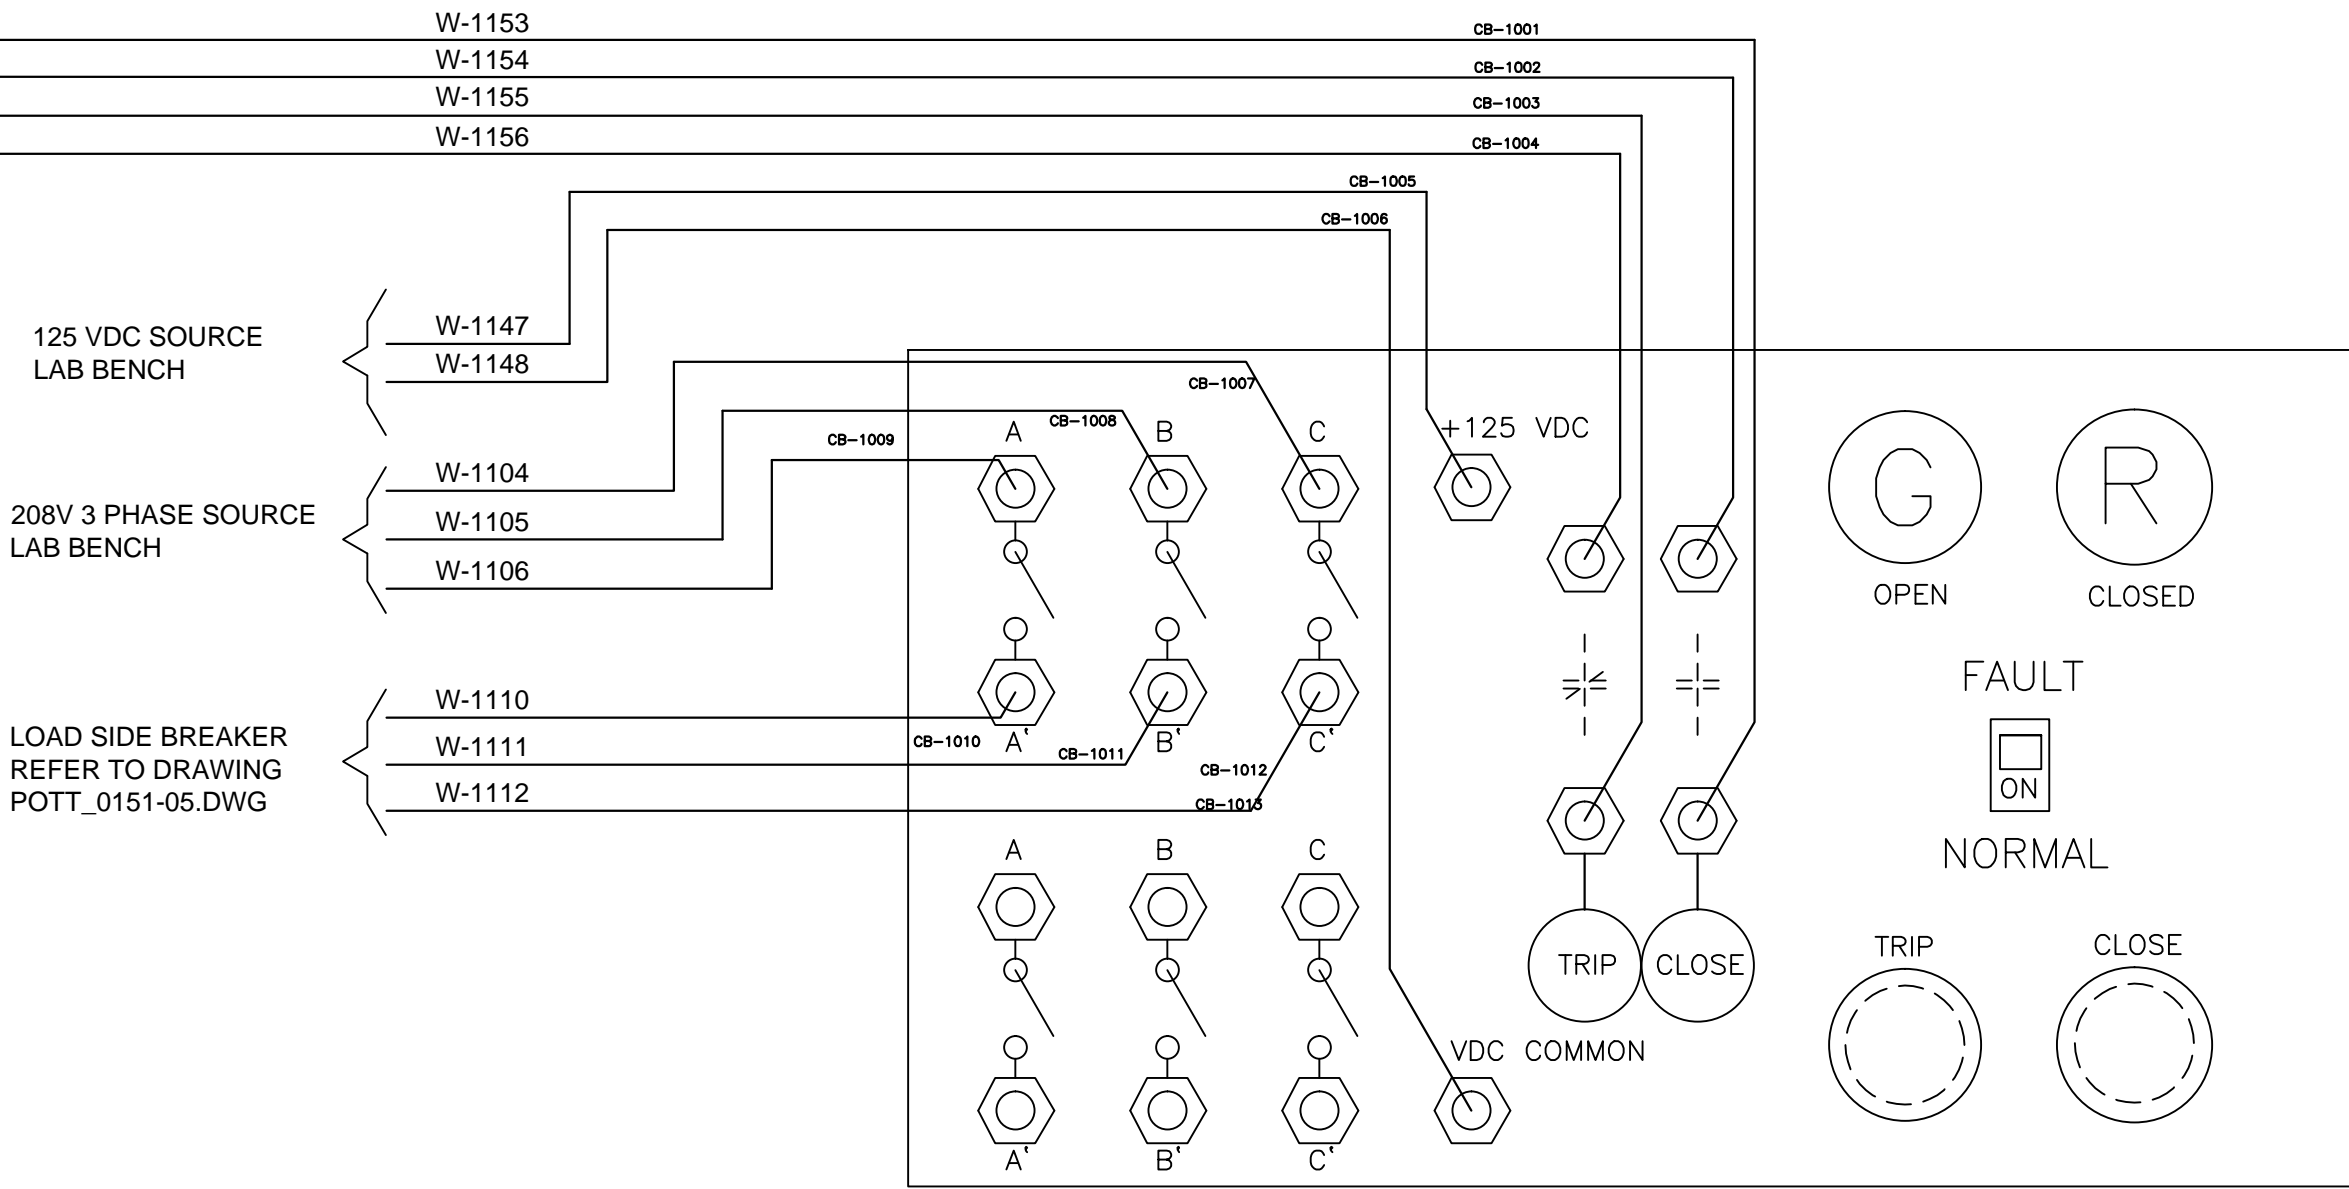 W-1153
CB-1001
W-1154
CB-1002
W-1155
CB-1003
W-1156
CB-1004
CB-1005
CB-1006
125 VDC SOURCE
LAB BENCH
W-1147
W-1148
CB-1007
CB-1008
CB-1009
A
B
C
+125 VDC
G
R
OPEN
CLOSED
208V 3 PHASE SOURCE
LAB BENCH
W-1104
W-1105
W-1106
FAULT
ON
NORMAL
LOAD SIDE BREAKER
REFER TO DRAWING
POTT_0151-05.DWG
W-1110
W-1111
W-1112
CB-1010
A'
CB-1011
B'
CB-1012
C'
CB-1013
A
B
C
TRIP
CLOSE
TRIP
CLOSE
VDC COMMON
A'
B'
C'